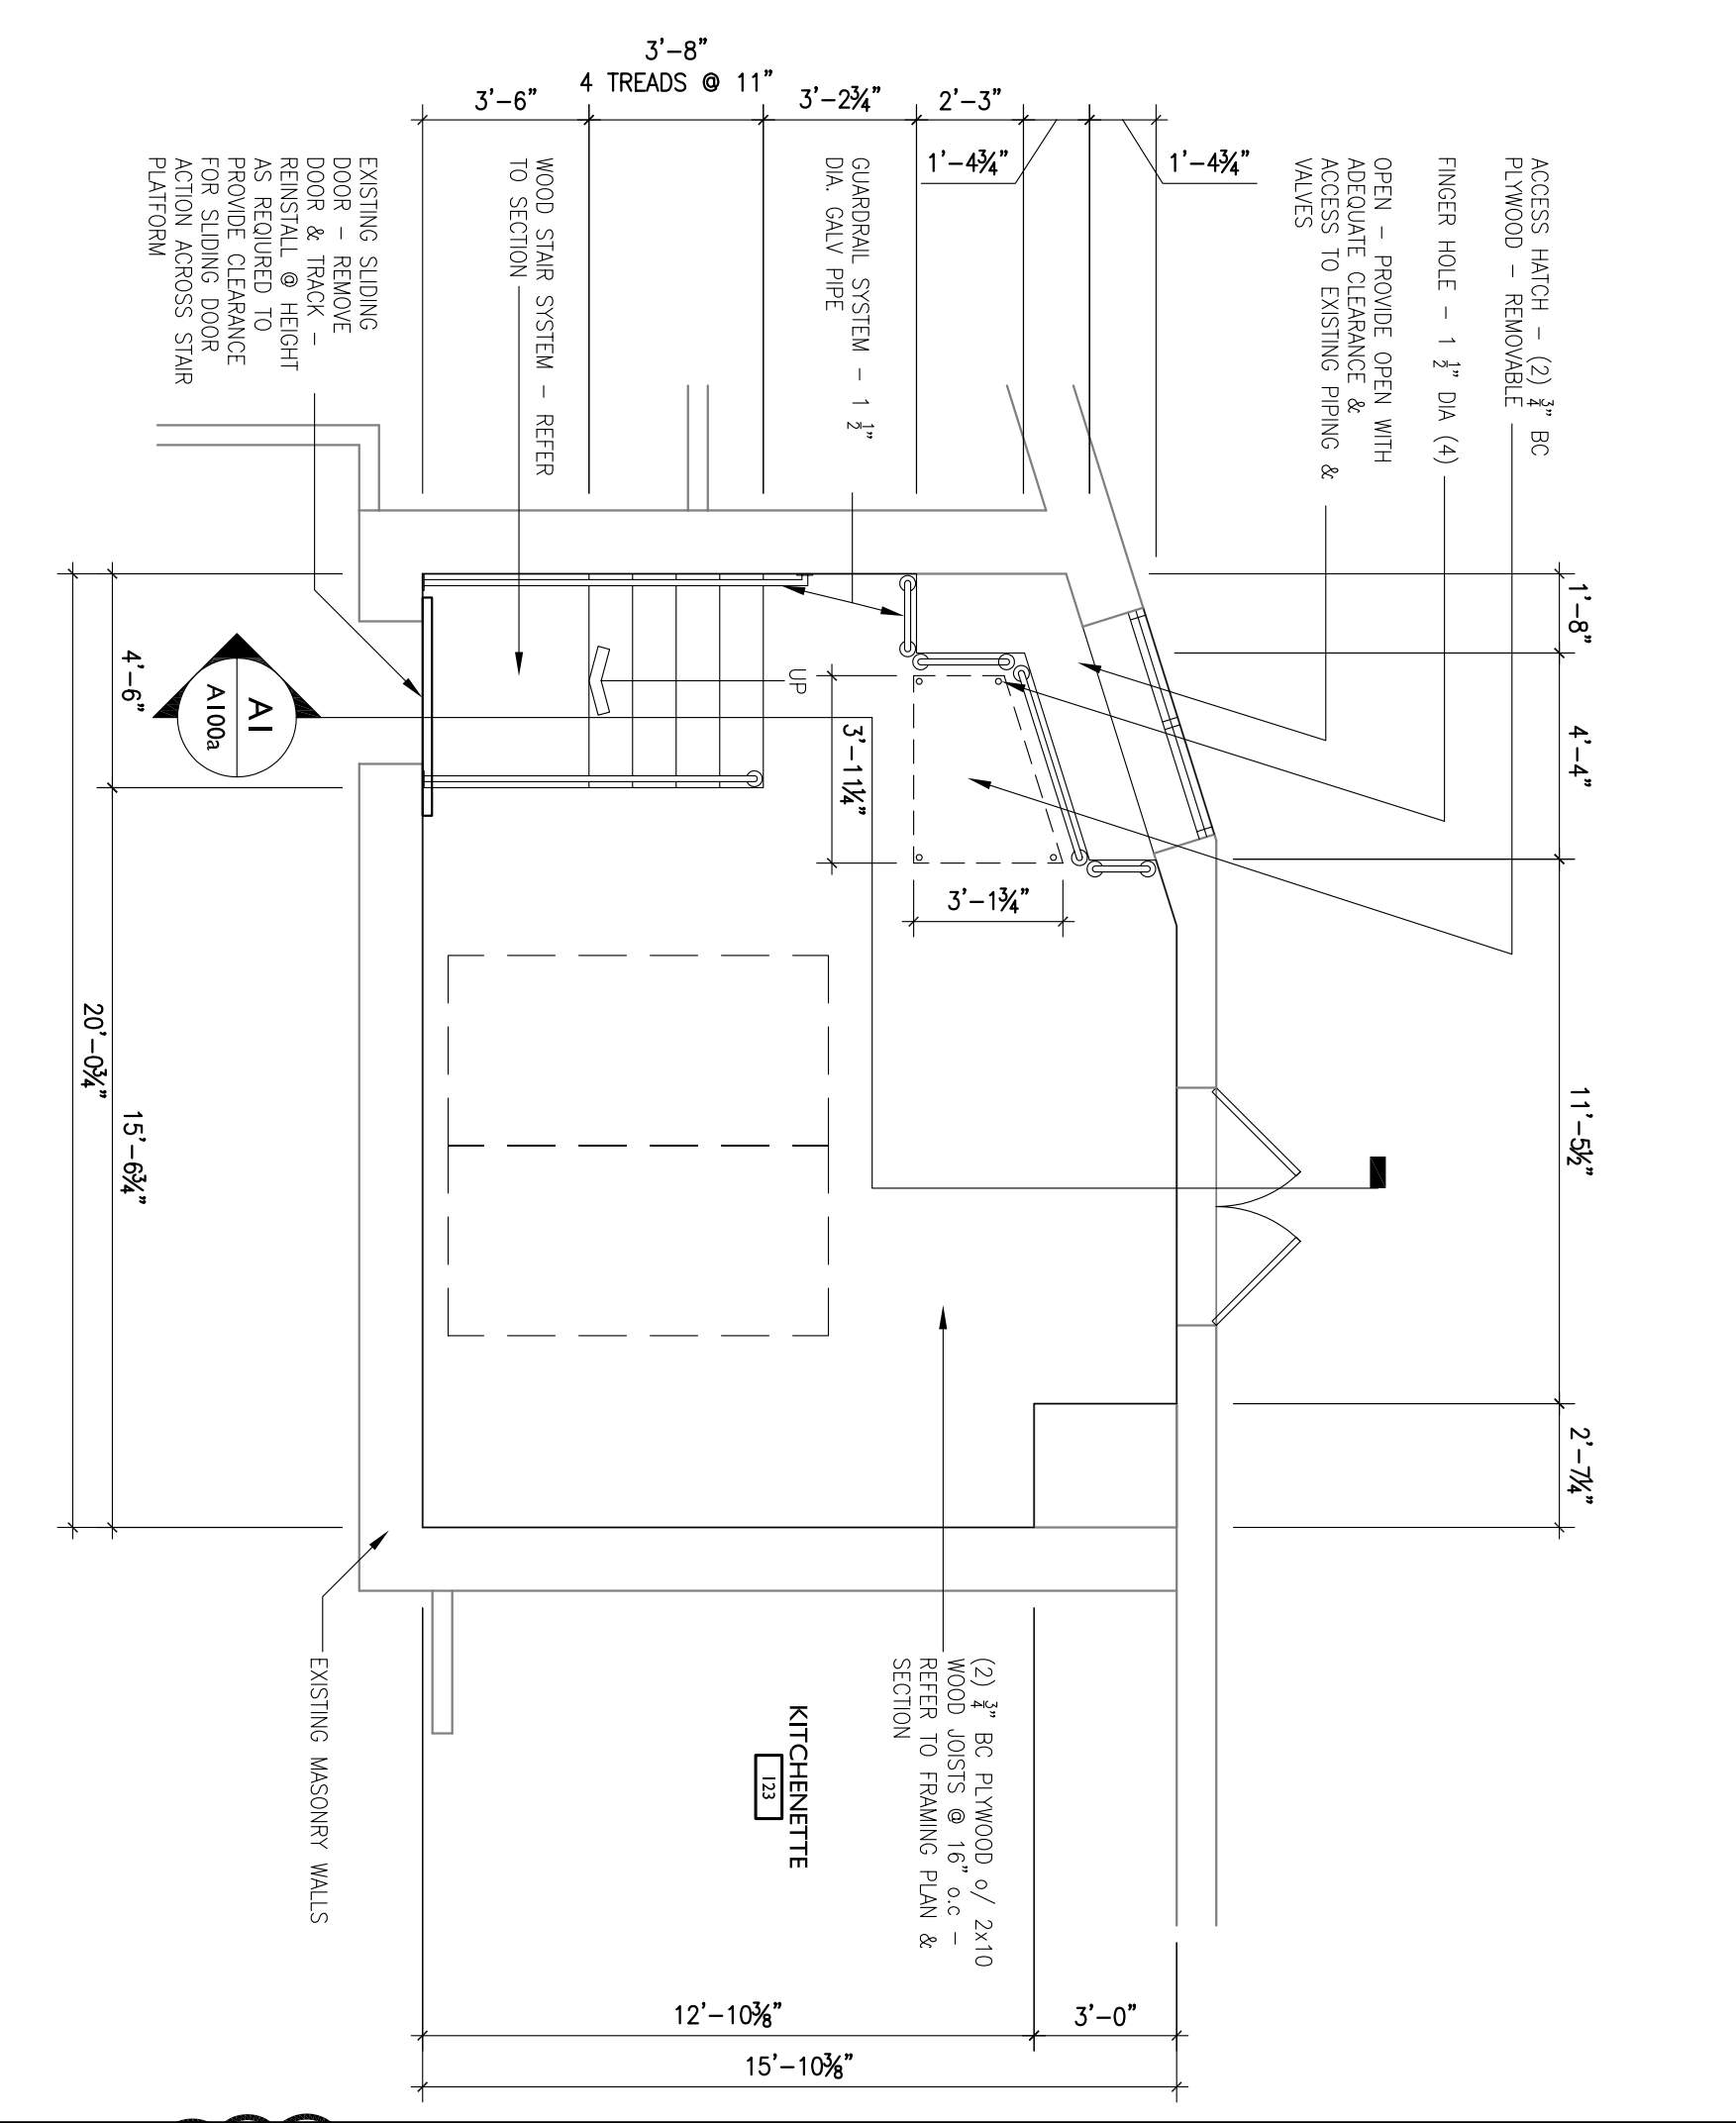 3'-8"
4 TREADS @ 11"
3'-6"
3'-2¾"
2'-3"
1'-4¾"
1'-4¾"
ACCESS HATCH - (2) ¾" BC
PLYWOOD - REMOVABLE
FINGER HOLE - 1 ½" DIA (4)
OPEN - PROVIDE OPEN WITH
ADEQUATE CLEARANCE &
ACCESS TO EXISTING PIPING &
VALVES
GUARDRAIL SYSTEM - 1 ½"
DIA. GALV PIPE
WOOD STAIR SYSTEM - REFER
TO SECTION
EXISTING SLIDING
DOOR - REMOVE
DOOR & TRACK -
REINSTALL @ HEIGHT
AS REQIURED TO
PROVIDE CLEARANCE
FOR SLIDING DOOR
ACTION ACROSS STAIR
PLATFORM
1'-8"
4'-4"
11'-5½"
2'-7¼"
UP
3'-11¼"
3'-1¾"
A1
A100a
4'-6"
15'-6¾"
20'-0¾"
(2) ¾" BC PLYWOOD o/ 2x10
WOOD JOISTS @ 16" o.c -
REFER TO FRAMING PLAN &
SECTION
KITCHENETTE
123
EXISTING MASONRY WALLS
12'-10⅜"
3'-0"
15'-10⅜"